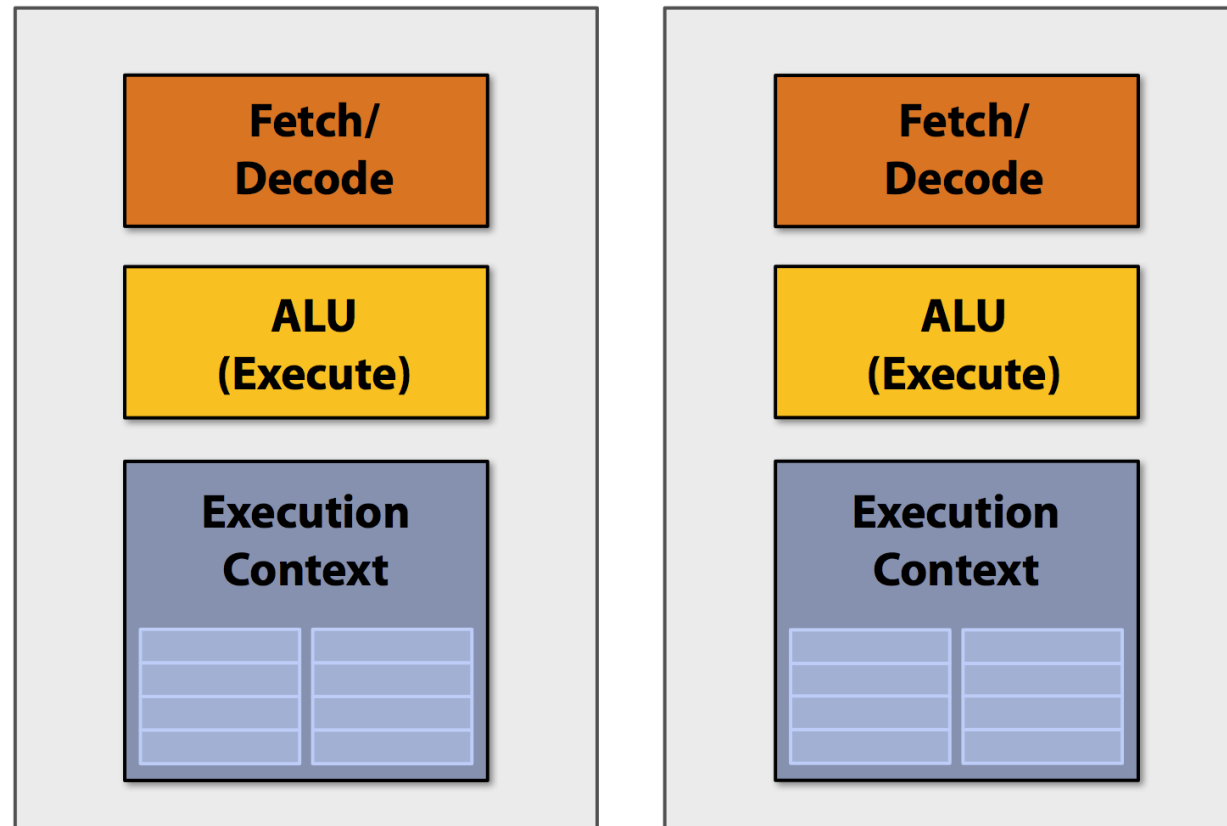 Fetch/
Decode
ALU
(Execute)
Execution
Context
Fetch/
Decode
ALU
(Execute)
Execution
Context